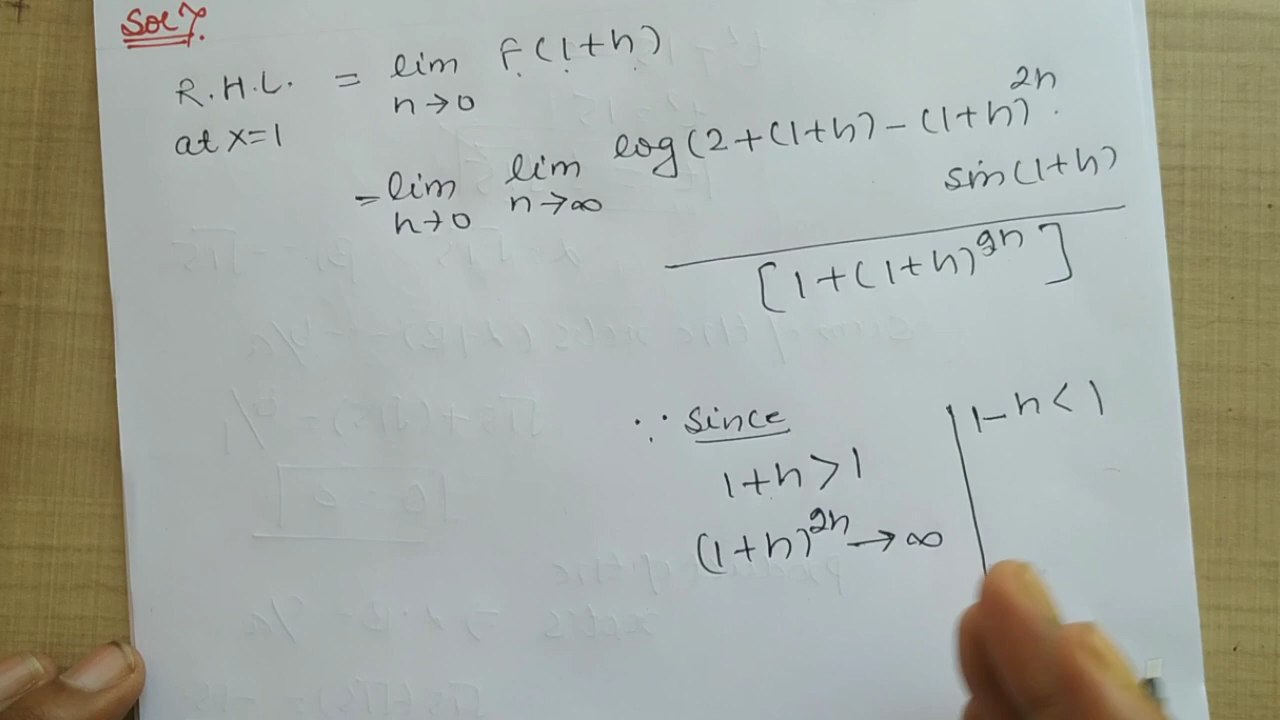 Solⁿ.
R.H.L. = lim f(1+h)
at x=1 h→0
= lim lim log(2+(1+h) - (1+h)^2n .
h→0 n→∞ sin(1+h)
[1+(1+h)^2n]
∵ Since
1+h>1
(1+h)^2n → ∞
1-h<1